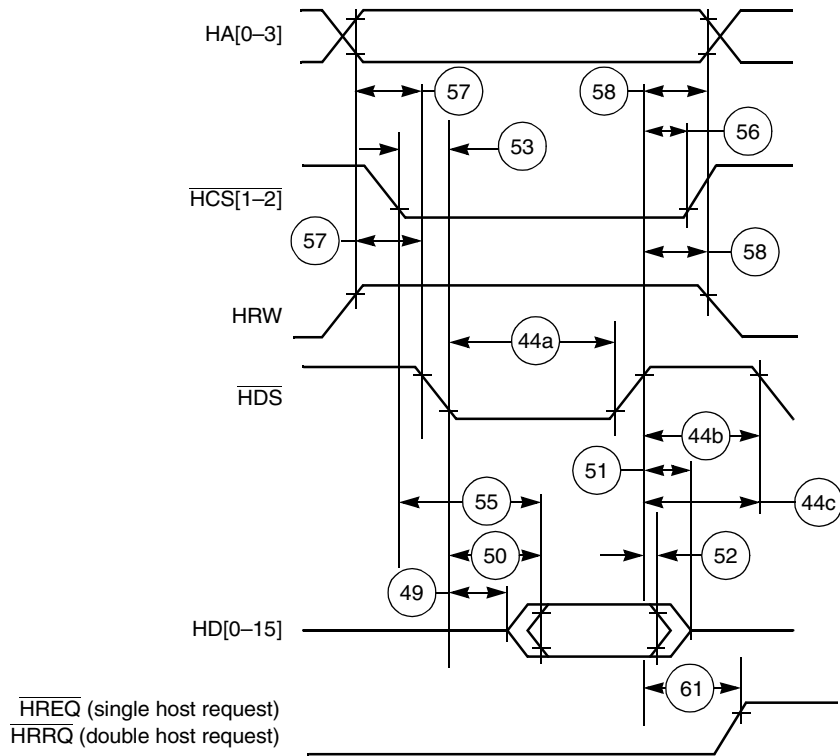 HA[0–3]
57
58
56
53
HCS[1–2]
57
58
HRW
44a
HDS
44b
51
55
44c
50
52
49
HD[0–15]
61
HREQ (single host request)
HRRQ (double host request)